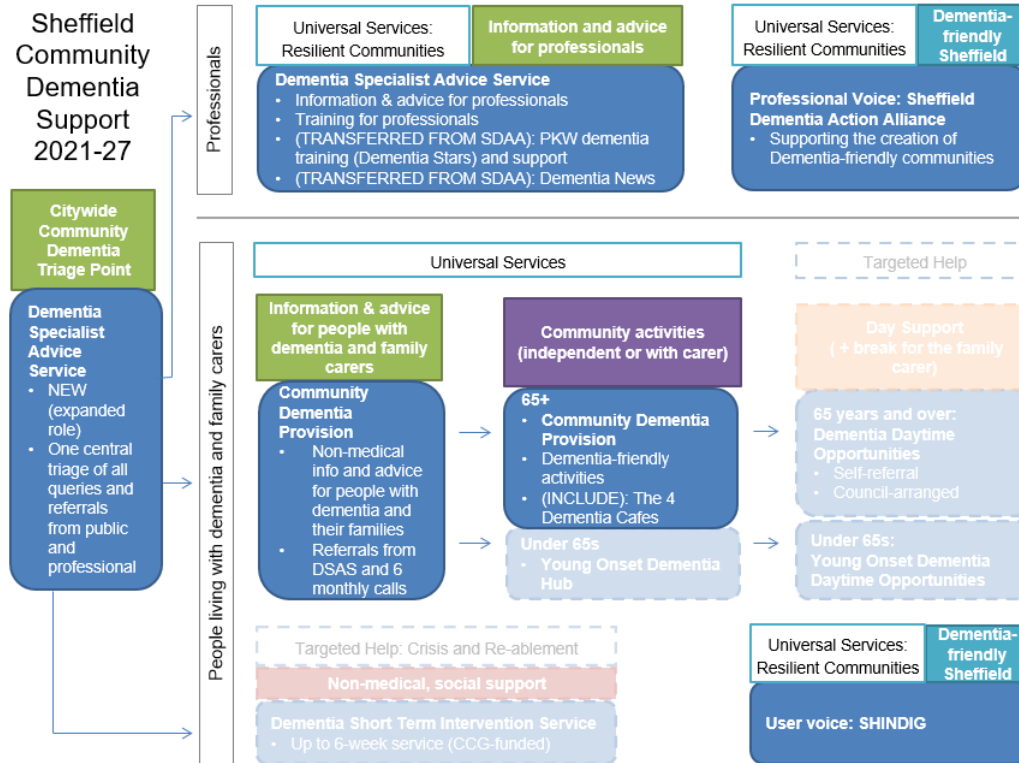 Sheffield
Community
Dementia
Support
2021-27
Citywide
Community
Dementia
Triage Point
Dementia
Specialist
Advice
Service
• NEW
(expanded
role)
• One central
triage of all
queries and
referrals
from public
and
professional
Professionals
Universal Services:
Resilient Communities
Information and advice
for professionals
Dementia Specialist Advice Service
• Information & advice for professionals
• Training for professionals
• (TRANSFERRED FROM SDAA): PKW dementia
training (Dementia Stars) and support
• (TRANSFERRED FROM SDAA): Dementia News
Universal Services:
Resilient Communities
Dementia-
friendly
Sheffield
Professional Voice: Sheffield
Dementia Action Alliance
• Supporting the creation of
Dementia-friendly communities
People living with dementia and family carers
Universal Services
Information & advice
for people with
dementia and family
carers
Community
Dementia
Provision
• Non-medical
info and advice
for people with
dementia and
their families
• Referrals from
DSAS and 6
monthly calls
Community activities
(independent or with carer)
65+
• Community Dementia
Provision
• Dementia-friendly
activities
• (INCLUDE): The 4
Dementia Cafes
Under 65s
• Young Onset Dementia
Hub
Targeted Help
Day Support
( + break for the family
carer)
65 years and over:
Dementia Daytime
Opportunities
• Self-referral
• Council-arranged
Under 65s:
Young Onset Dementia
Daytime Opportunities
Targeted Help: Crisis and Re-ablement
Non-medical, social support
Dementia Short Term Intervention Service
• Up to 6-week service (CCG-funded)
Universal Services:
Resilient Communities
Dementia-
friendly
Sheffield
User voice: SHINDIG